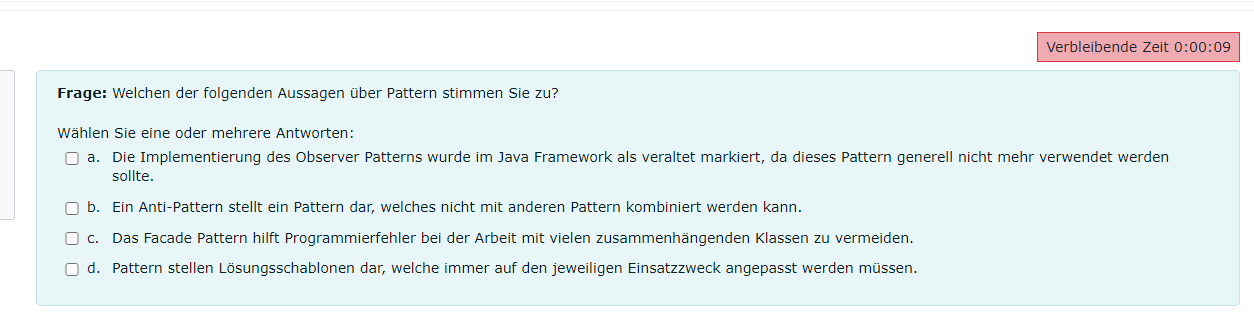 Verbleibende Zeit 0:00:09
Frage: Welchen der folgenden Aussagen über Pattern stimmen Sie zu?
Wählen Sie eine oder mehrere Antworten:
a. Die Implementierung des Observer Patterns wurde im Java Framework als veraltet markiert, da dieses Pattern generell nicht mehr verwendet werden
sollte.
b. Ein Anti-Pattern stellt ein Pattern dar, welches nicht mit anderen Pattern kombiniert werden kann.
c. Das Facade Pattern hilft Programmierfehler bei der Arbeit mit vielen zusammenhängenden Klassen zu vermeiden.
d. Pattern stellen Lösungsschablonen dar, welche immer auf den jeweiligen Einsatzzweck angepasst werden müssen.